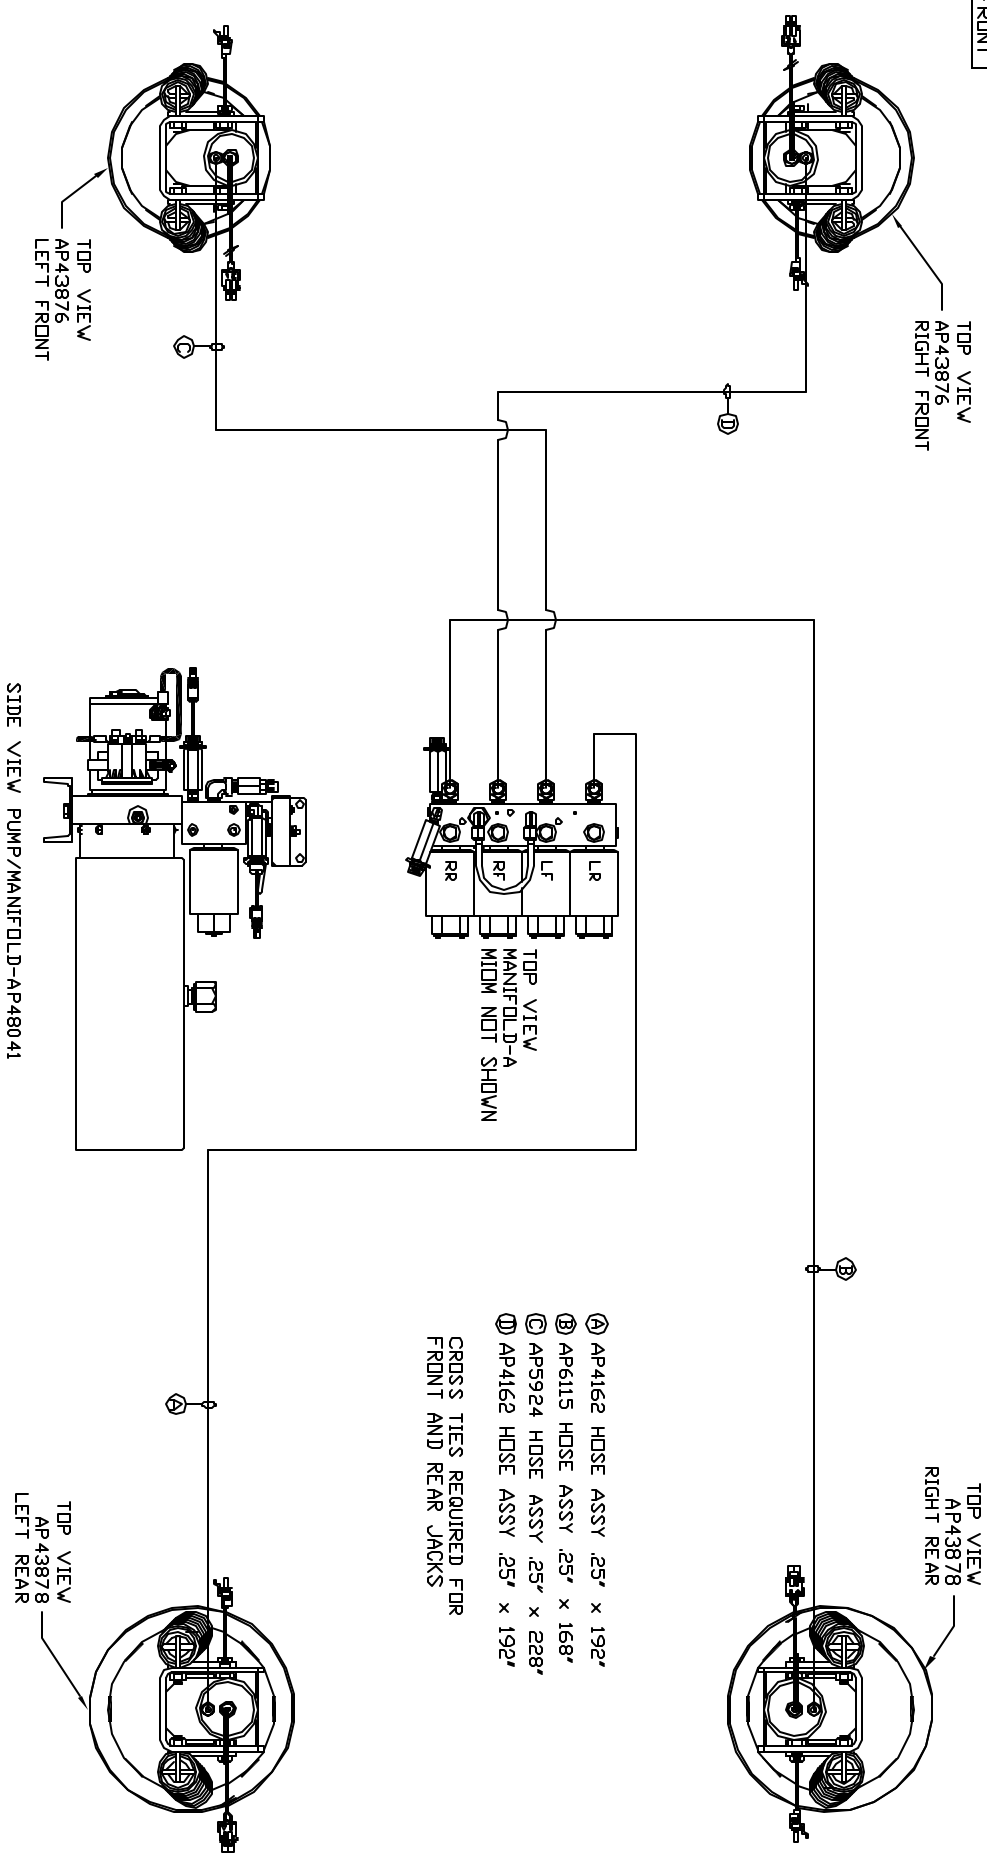 FRONT
TOP VIEW
AP43876
RIGHT FRONT
TOP VIEW
AP43878
RIGHT REAR
D
B
A AP4162 HOSE ASSY .25" x 192"
B AP6115 HOSE ASSY .25" x 168"
C AP5924 HOSE ASSY .25" x 228"
D AP4162 HOSE ASSY .25" x 192"
CROSS TIES REQUIRED FOR
FRONT AND REAR JACKS
LR
LF
RF
RR
TOP VIEW
MANIFOLD-A
MIOM NOT SHOWN
C
A
TOP VIEW
AP43876
LEFT FRONT
SIDE VIEW PUMP/MANIFOLD-AP48041
TOP VIEW
AP43878
LEFT REAR